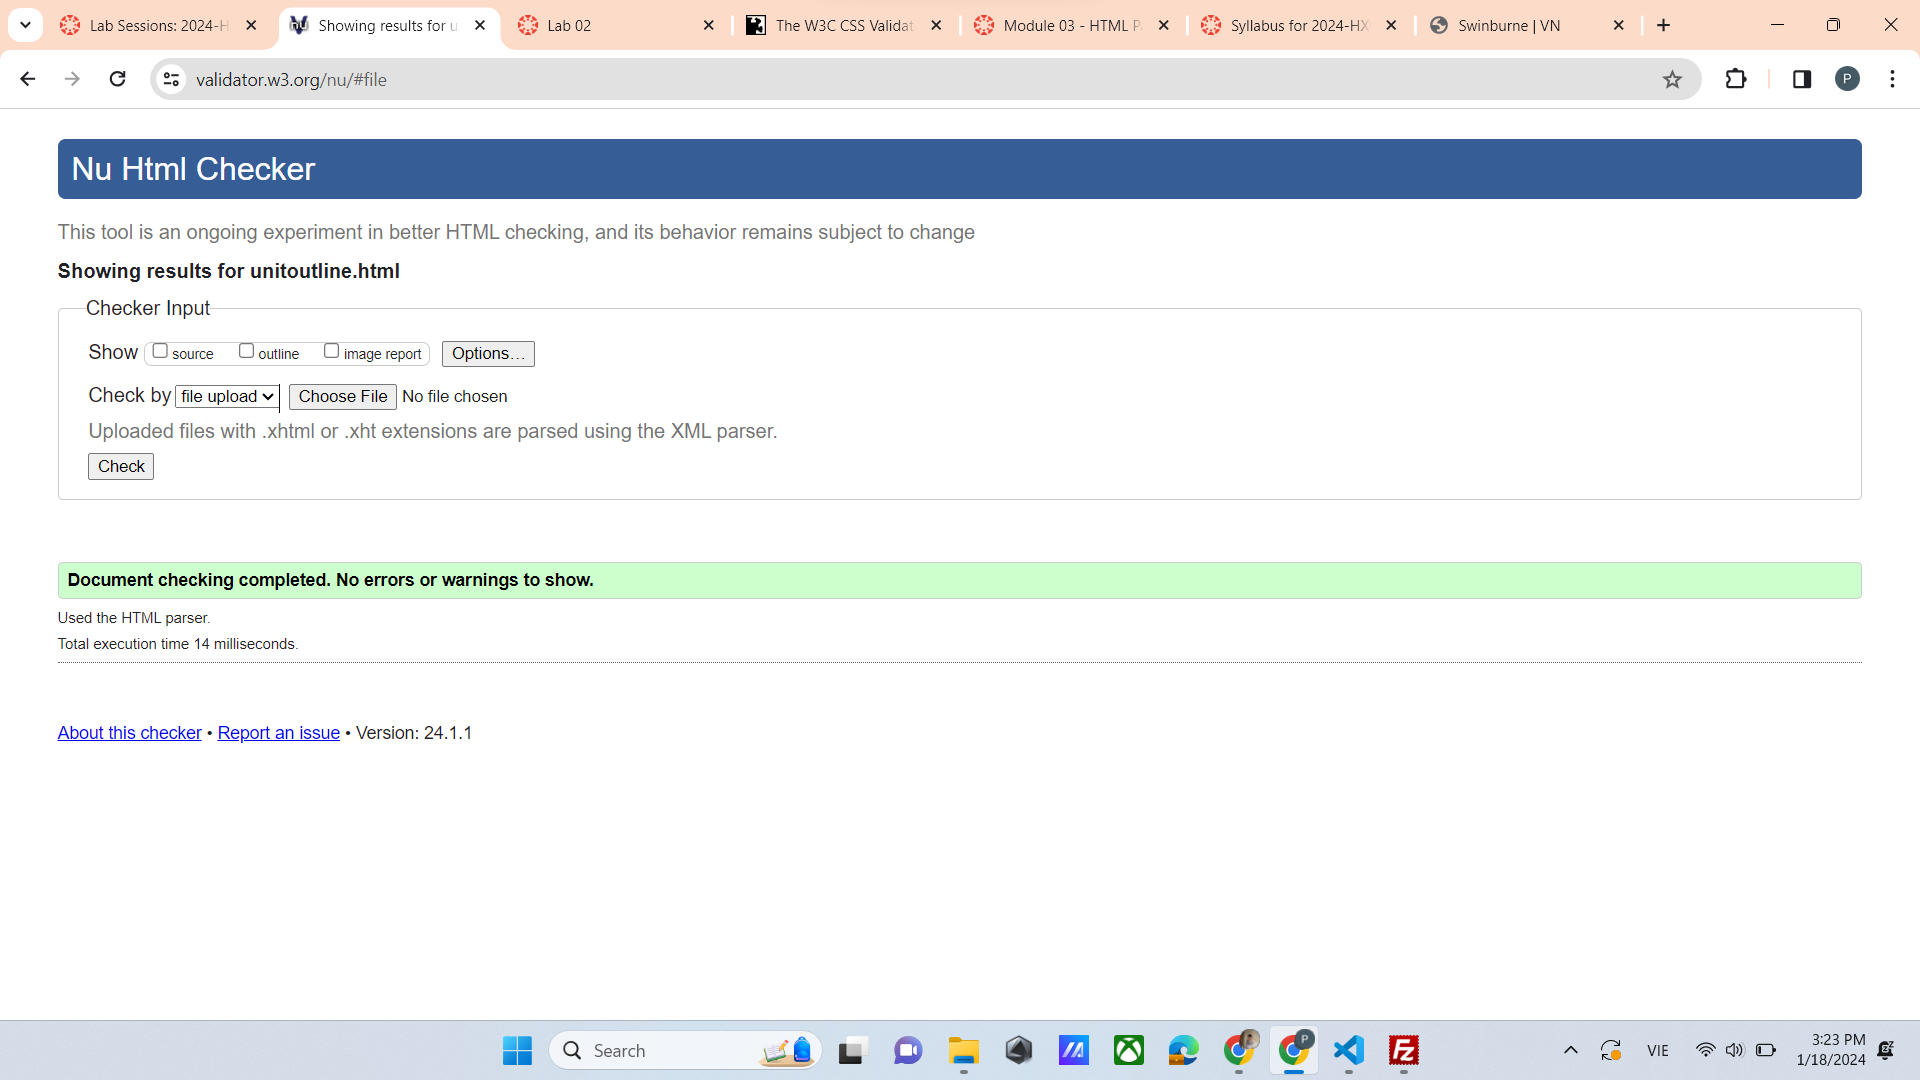 Lab Sessions: 2024-H
Showing results for u
Lab 02
The W3C CSS Validat
Module 03 - HTML P
Syllabus for 2024-HX
Swinburne | VN
validator.w3.org/nu/#file
P
Nu Html Checker
This tool is an ongoing experiment in better HTML checking, and its behavior remains subject to change
Showing results for unitoutline.html
Checker Input
Show source outline image report Options...
Check by file upload Choose File No file chosen
Uploaded files with .xhtml or .xht extensions are parsed using the XML parser.
Check
Document checking completed. No errors or warnings to show.
Used the HTML parser.
Total execution time 14 milliseconds.
About this checker • Report an issue • Version: 24.1.1
Search
P
Fz
VIE
3:23 PM
1/18/2024